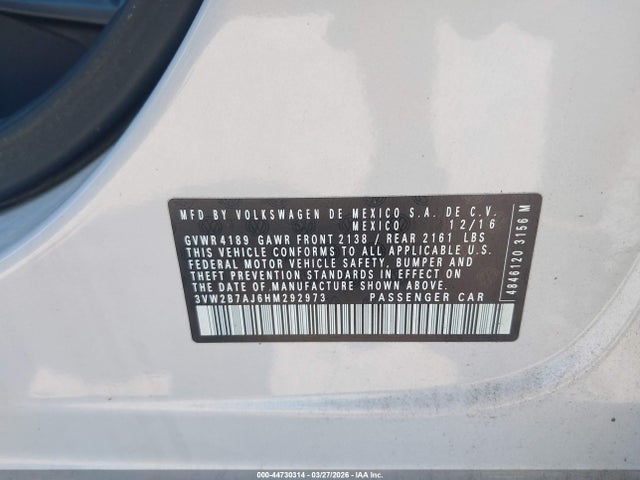 MFD BY VOLKSWAGEN DE MEXICO S.A. DE C.V.
MEXICO 12/16
GVWR4189 GAWR FRONT 2138 / REAR 2161 LBS
THIS VEHICLE CONFORMS TO ALL APPLICABLE U.S.
FEDERAL MOTOR VEHICLE SAFETY, BUMPER AND
THEFT PREVENTION STANDARDS IN EFFECT ON
THE DATE OF MANUFACTURE SHOWN ABOVE.
3VW2B7AJ6HM292973 PASSENGER CAR
4846120 3156 M
000-44730314 | 03/27/2026 | IAA Inc.